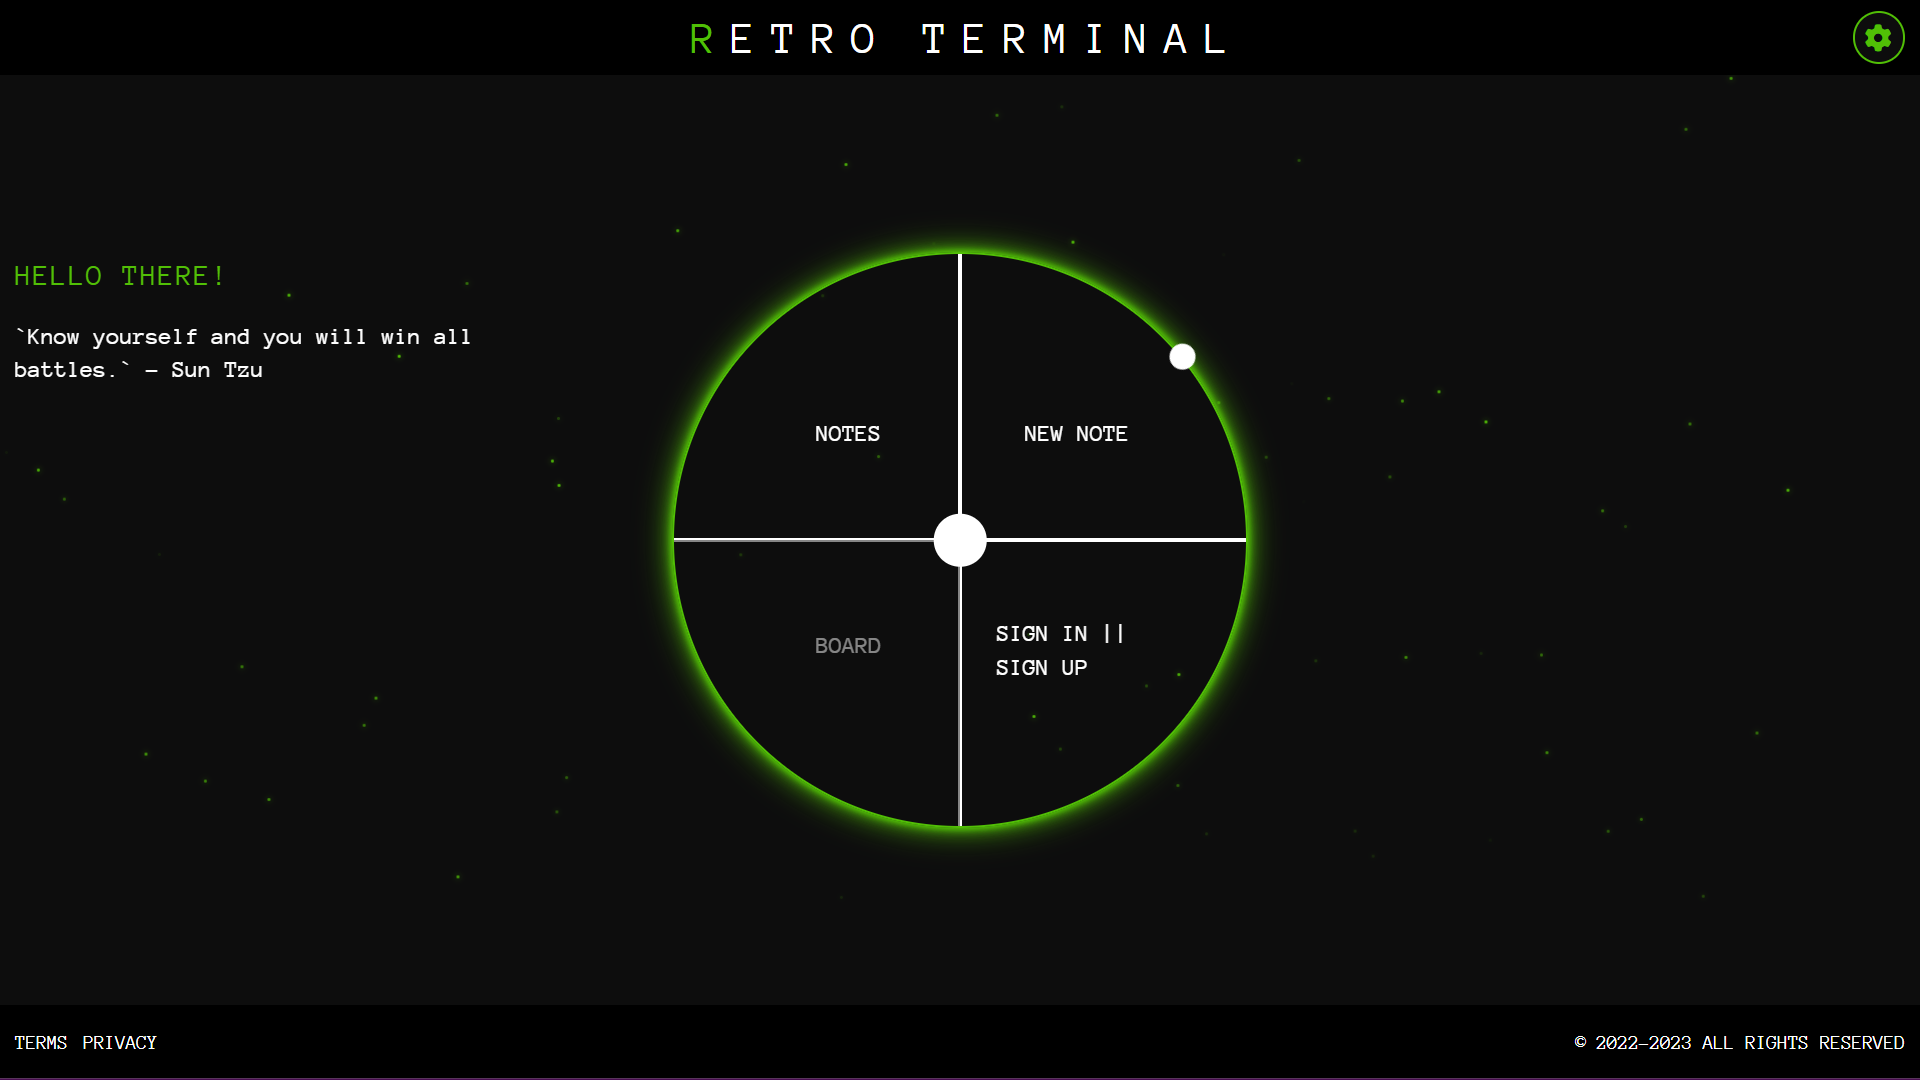 RETRO TERMINAL
HELLO THERE!
`Know yourself and you will win all
battles.` – Sun Tzu
NOTES
NEW NOTE
BOARD
SIGN IN ||
SIGN UP
TERMS PRIVACY
© 2022–2023 ALL RIGHTS RESERVED